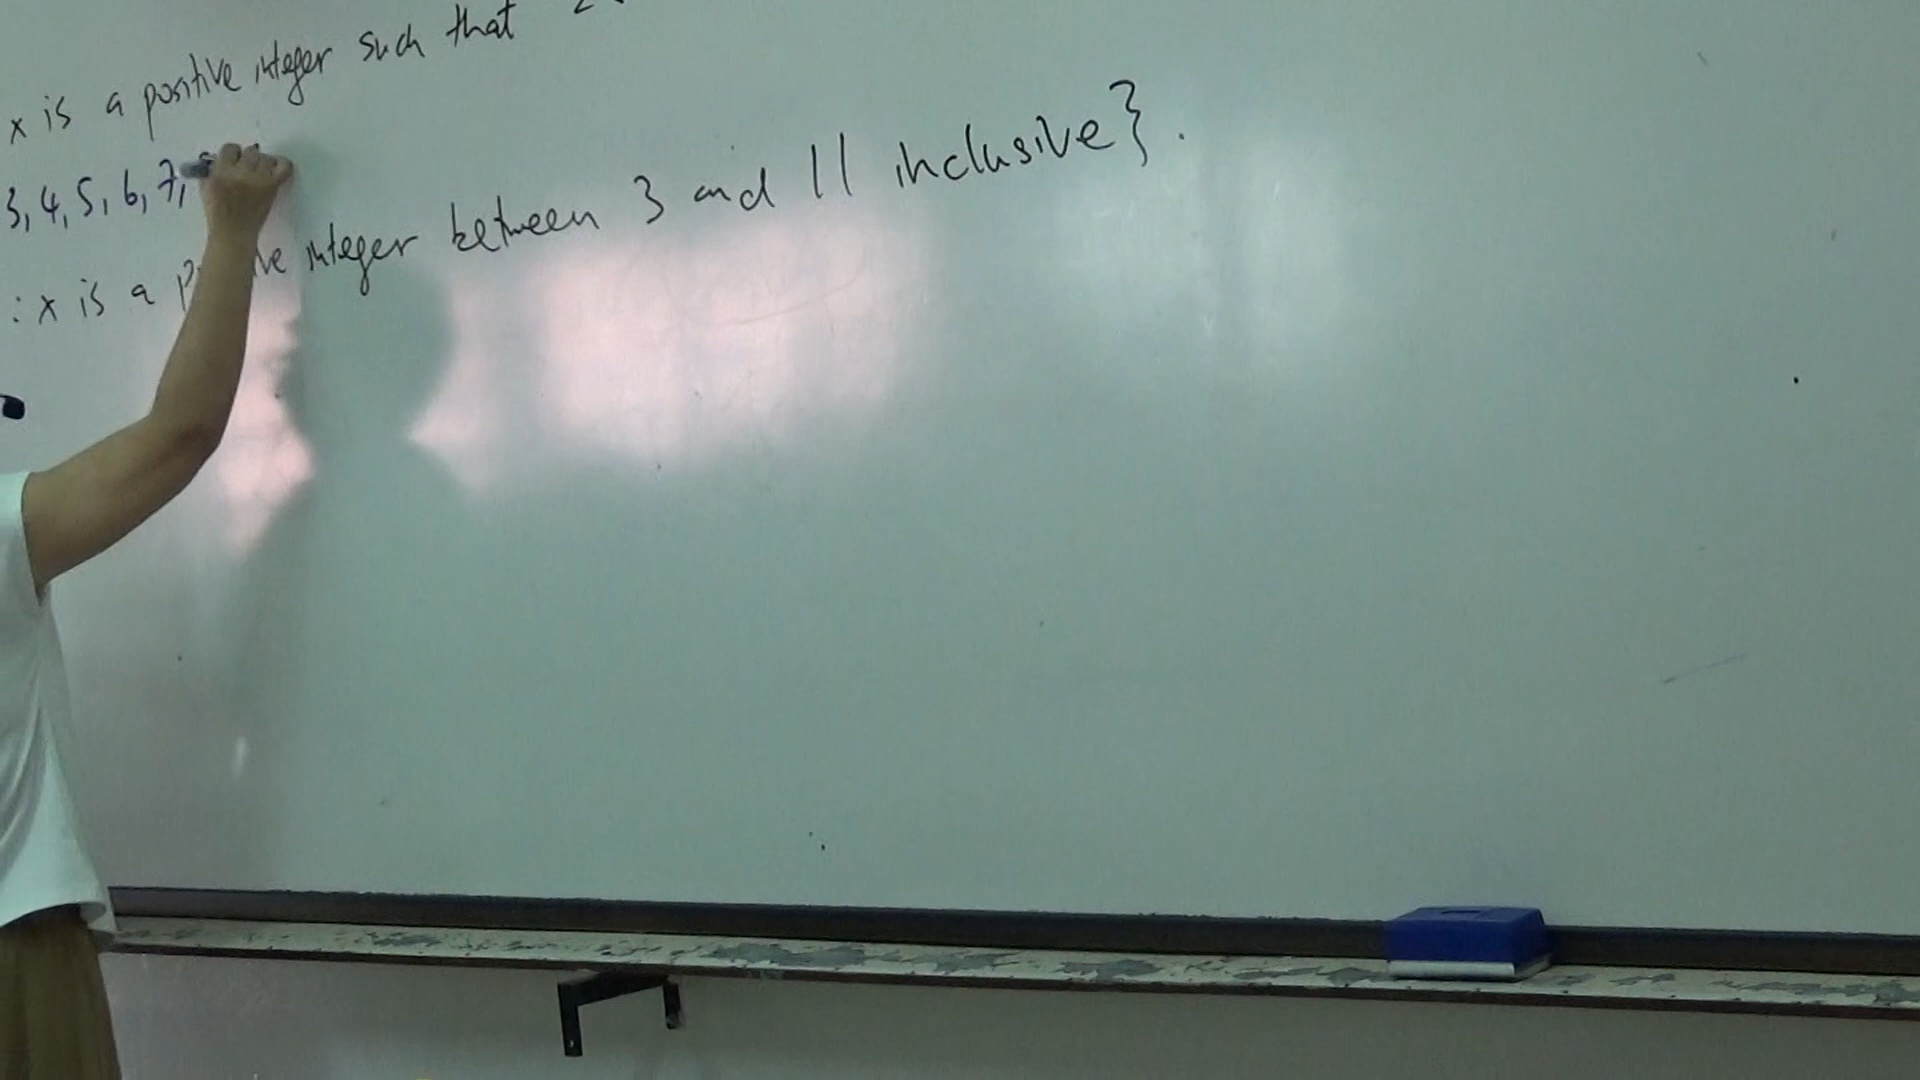 x is a positive integer such that
3, 4, 5, 6, 7,
: x is a integer between 3 and 11 inclusive}.